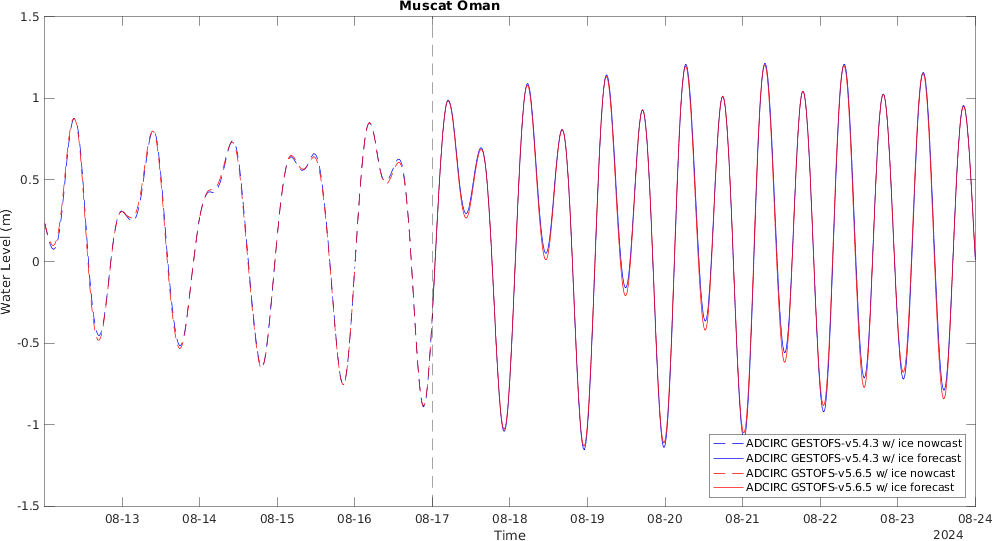 Muscat Oman
1.5
1
0.5
0
-0.5
-1
-1.5
Water Level (m)
ADCIRC GESTOFS-v5.4.3 w/ ice nowcast
ADCIRC GESTOFS-v5.4.3 w/ ice forecast
ADCIRC GSTOFS-v5.6.5 w/ ice nowcast
ADCIRC GSTOFS-v5.6.5 w/ ice forecast
08-13 08-14 08-15 08-16 08-17 08-18 08-19 08-20 08-21 08-22 08-23 08-24
Time
2024